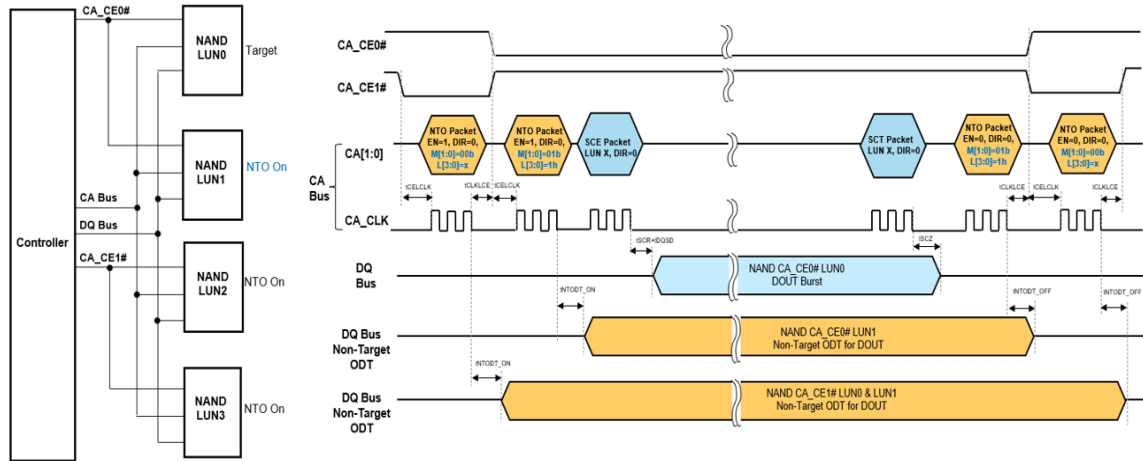 CA_CE0#
NAND
LUN0
Target
NAND
LUN1
NTO On
CA Bus
DQ Bus
Controller
CA_CE1#
NAND
LUN2
NTO On
NAND
LUN3
NTO On
CA_CE0#
CA_CE1#
CA
Bus
CA[1:0]
NTO Packet
EN=1, DIR=0,
M[1:0]=00b
L[3:0]=x
NTO Packet
EN=1, DIR=0,
M[1:0]=01b
L[3:0]=1h
SCE Packet
LUN X, DIR=0
SCT Packet
LUN X, DIR=0
NTO Packet
EN=0, DIR=0,
M[1:0]=01b
L[3:0]=1h
NTO Packet
EN=0, DIR=0,
M[1:0]=00b
L[3:0]=x
tCELCLK
tCLKLCE
tCELCLK
tCLKLCE
tCELCLK
tCLKLCE
CA_CLK
tSCR+tDQSD
tSCZ
DQ
Bus
NAND CA_CE0# LUN0
DOUT Burst
tNTODT_ON
tNTODT_OFF
tNTODT_OFF
DQ Bus
Non-Target
ODT
NAND CA_CE0# LUN1
Non-Target ODT for DOUT
tNTODT_ON
DQ Bus
Non-Target
ODT
NAND CA_CE1# LUN0 & LUN1
Non-Target ODT for DOUT